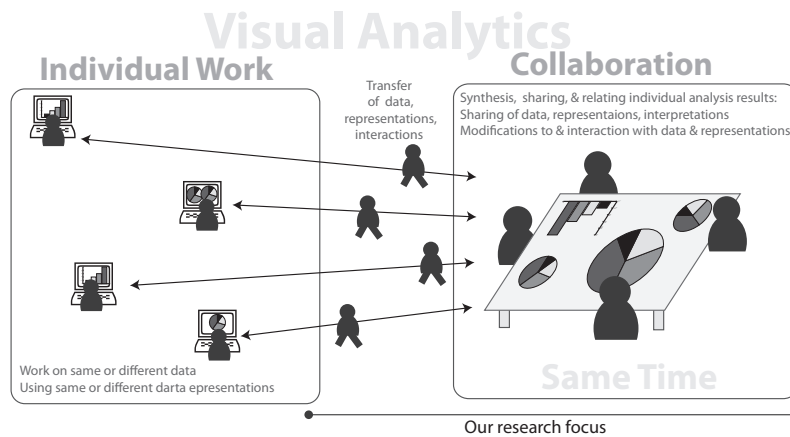 Visual Analytics
Individual Work
Collaboration
Transfer
of data,
representations,
interactions
Synthesis, sharing, & relating individual analysis results:
Sharing of data, representaions, interpretations
Modifications to & interaction with data & representations
Work on same or different data
Using same or different darta epresentations
Same Time
Our research focus